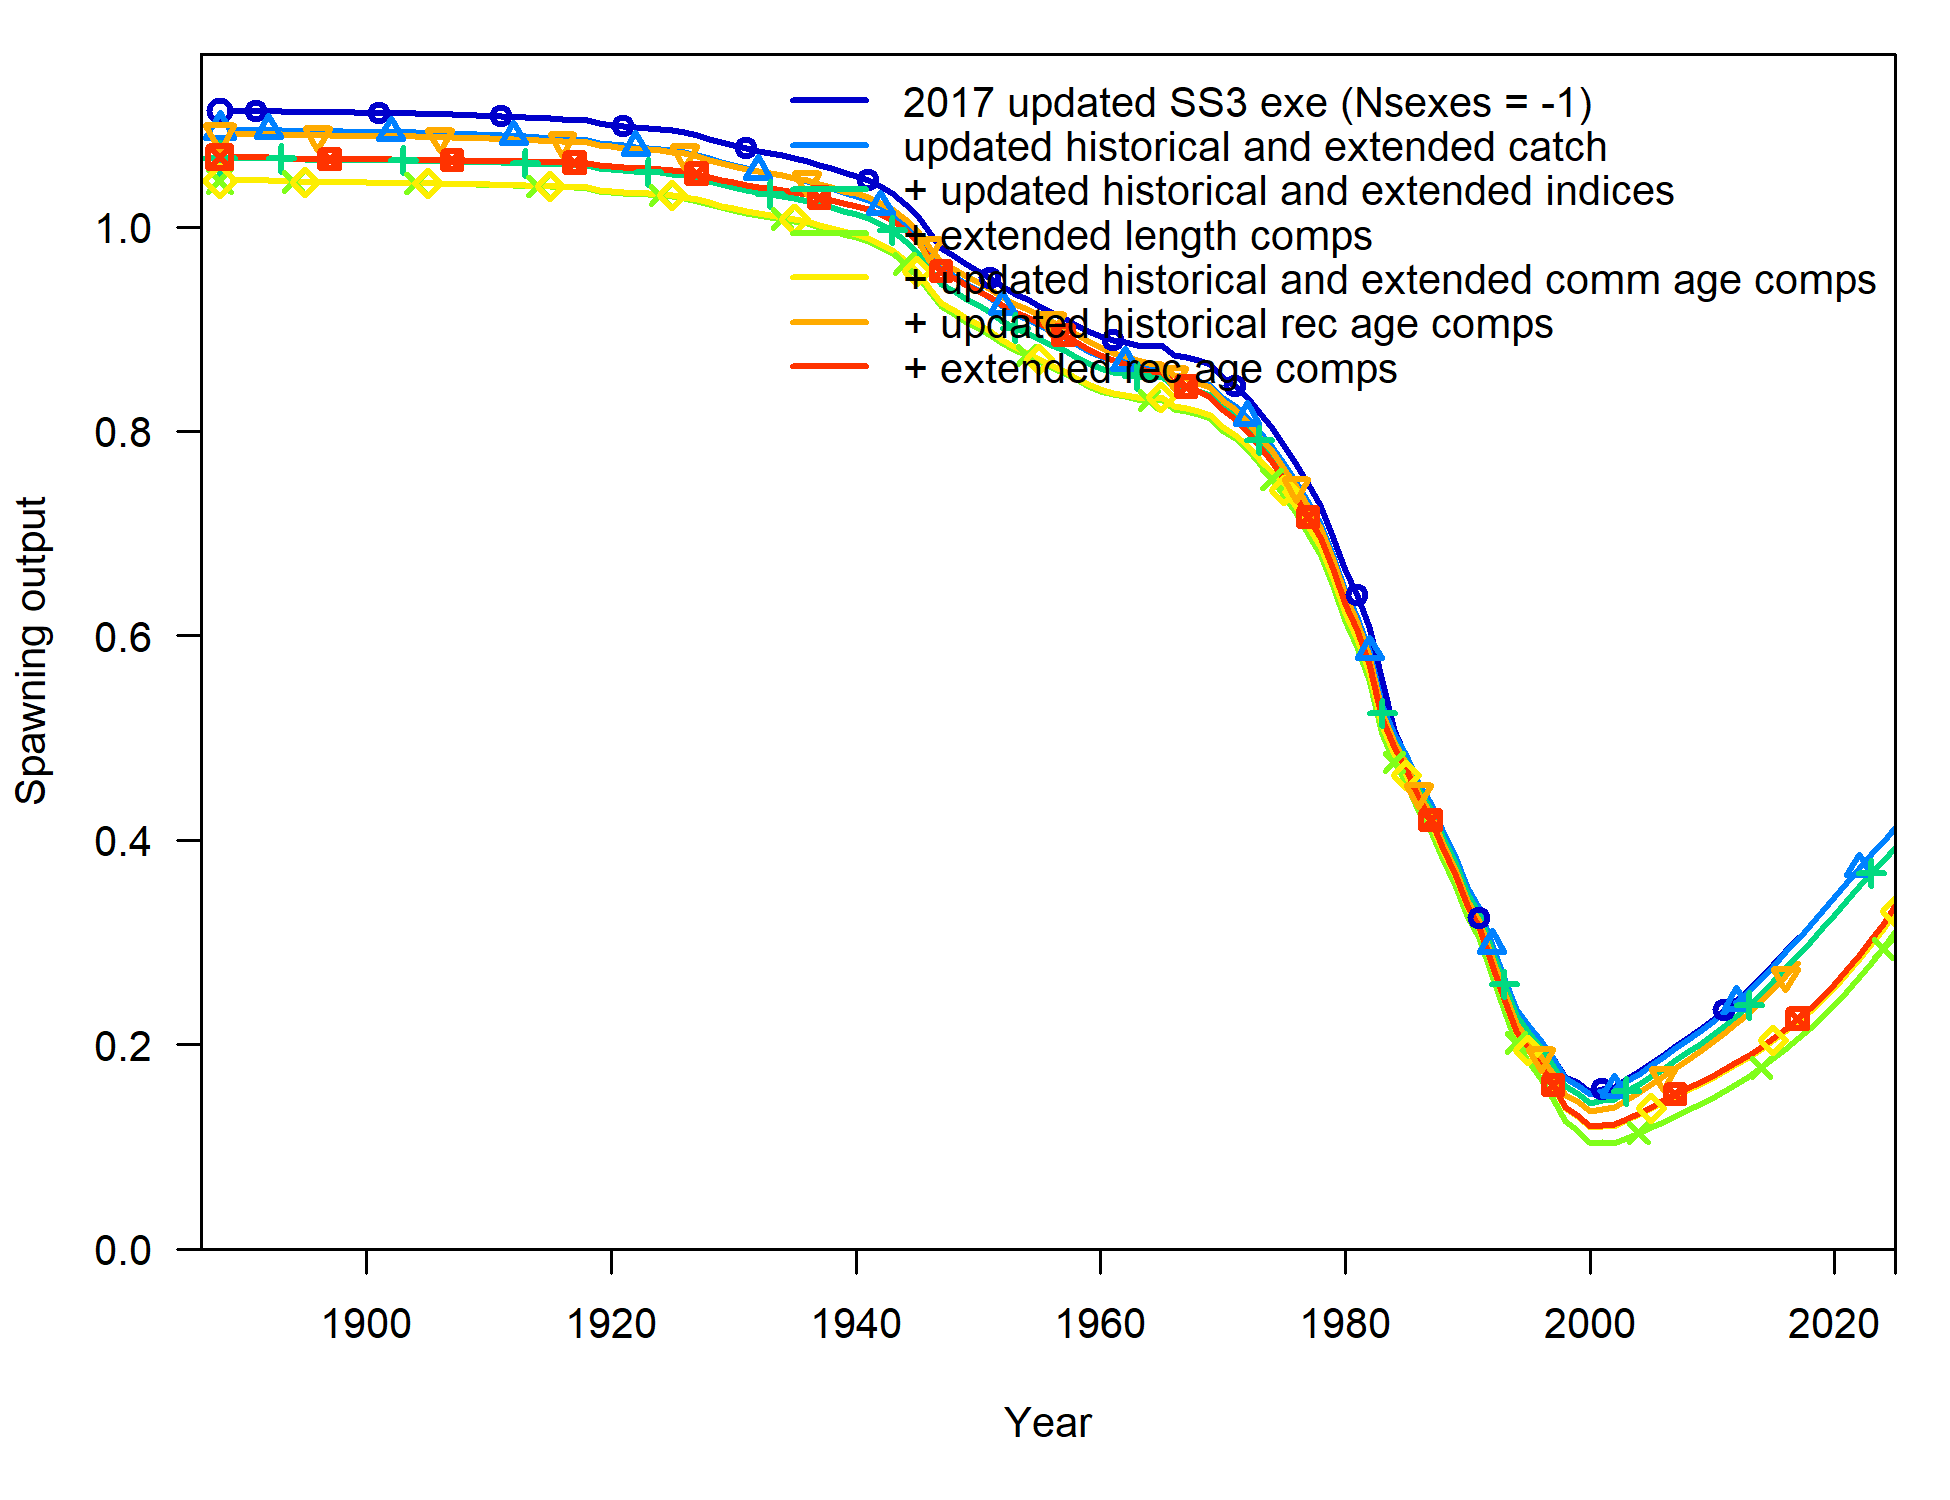 2017 updated SS3 exe (Nsexes = -1)
updated historical and extended catch
+ updated historical and extended indices
+ extended length comps
+ updated historical and extended comm age comps
+ updated historical rec age comps
+ extended rec age comps
Spawning output
1.0
0.8
0.6
0.4
0.2
0.0
1900 1920 1940 1960 1980 2000 2020
Year